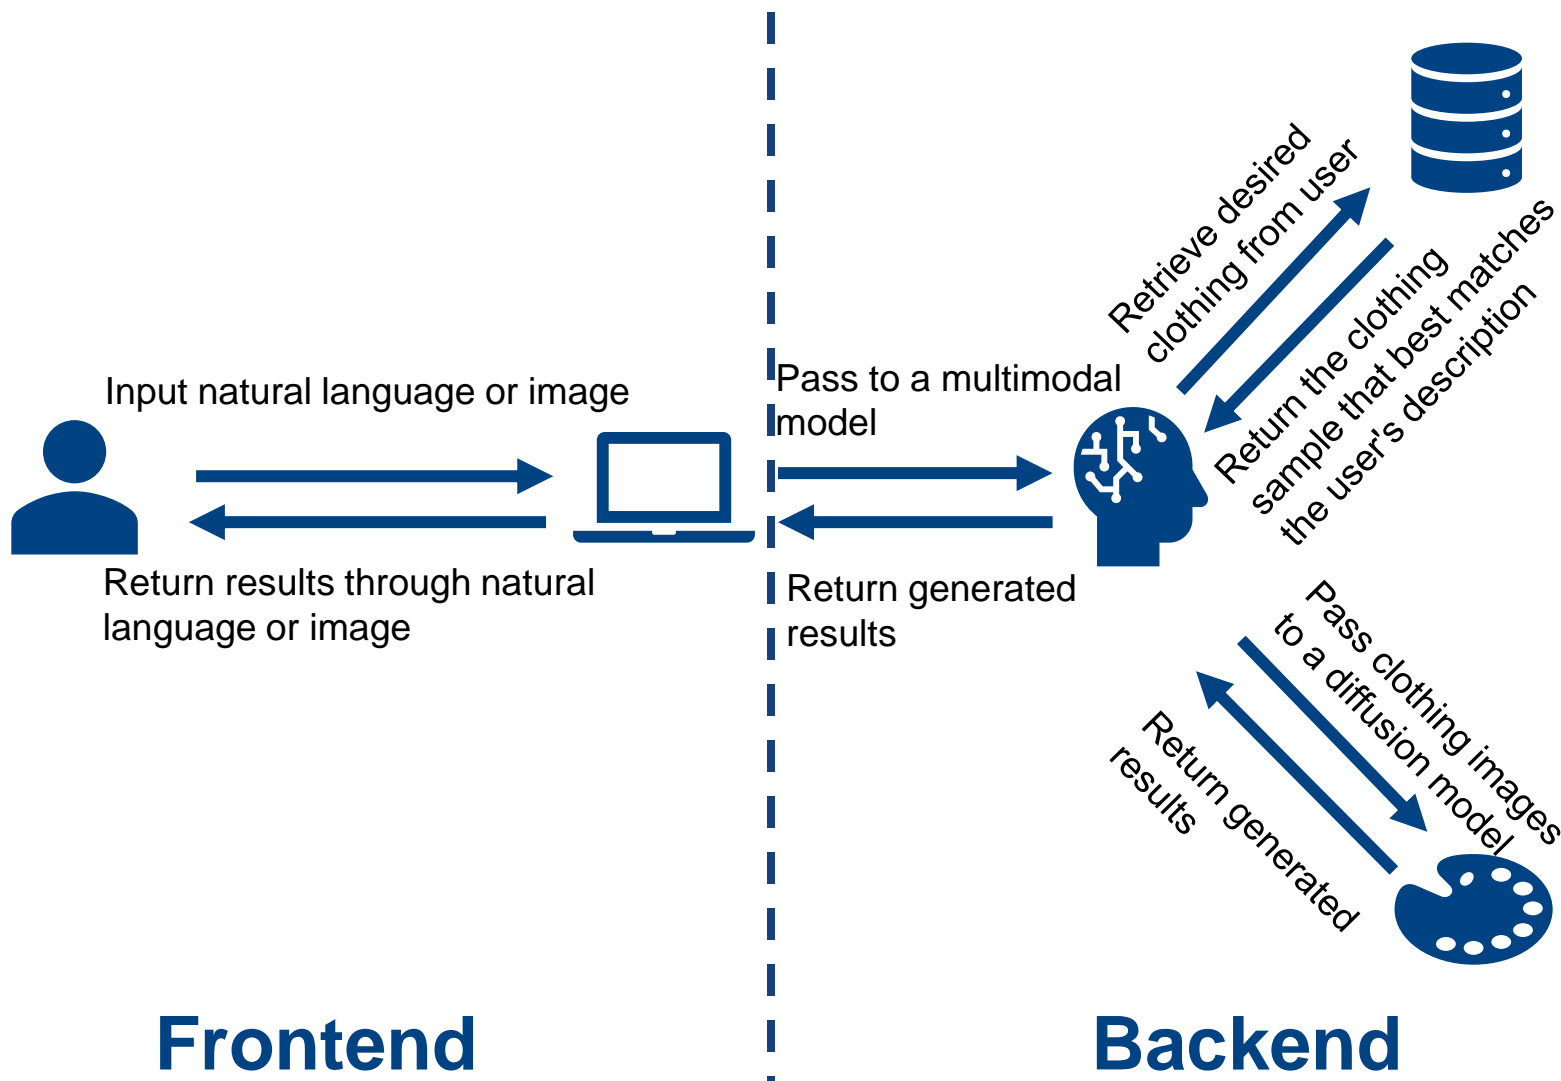 Input natural language or image
Return results through natural
language or image
Pass to a multimodal
model
Return generated
results
Retrieve desired
clothing from user
Return the clothing
sample that best matches
the user's description
Pass clothing images
to a diffusion model
Return generated
results
Frontend
Backend